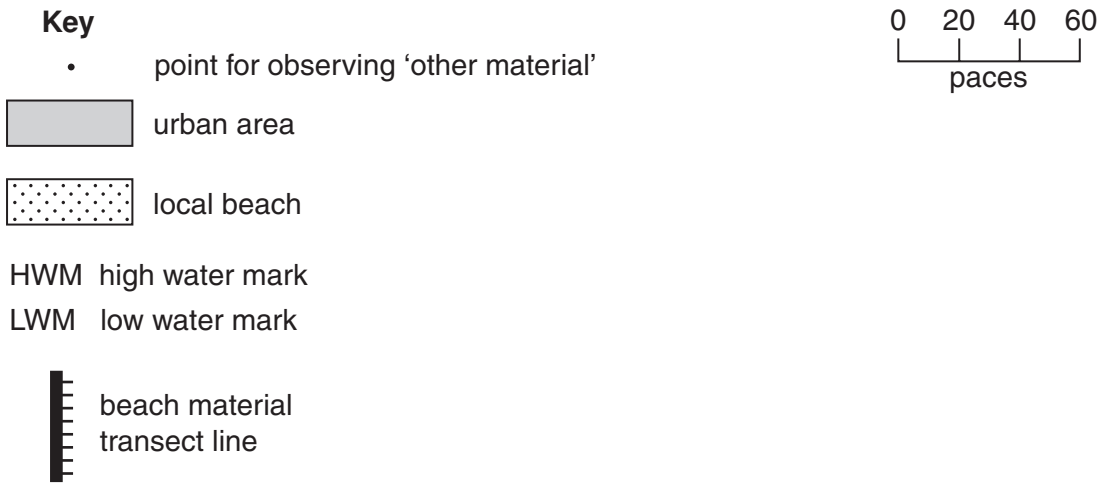 Key
0 20 40 60
paces
point for observing ‘other material’
urban area
local beach
HWM high water mark
LWM low water mark
beach material
transect line